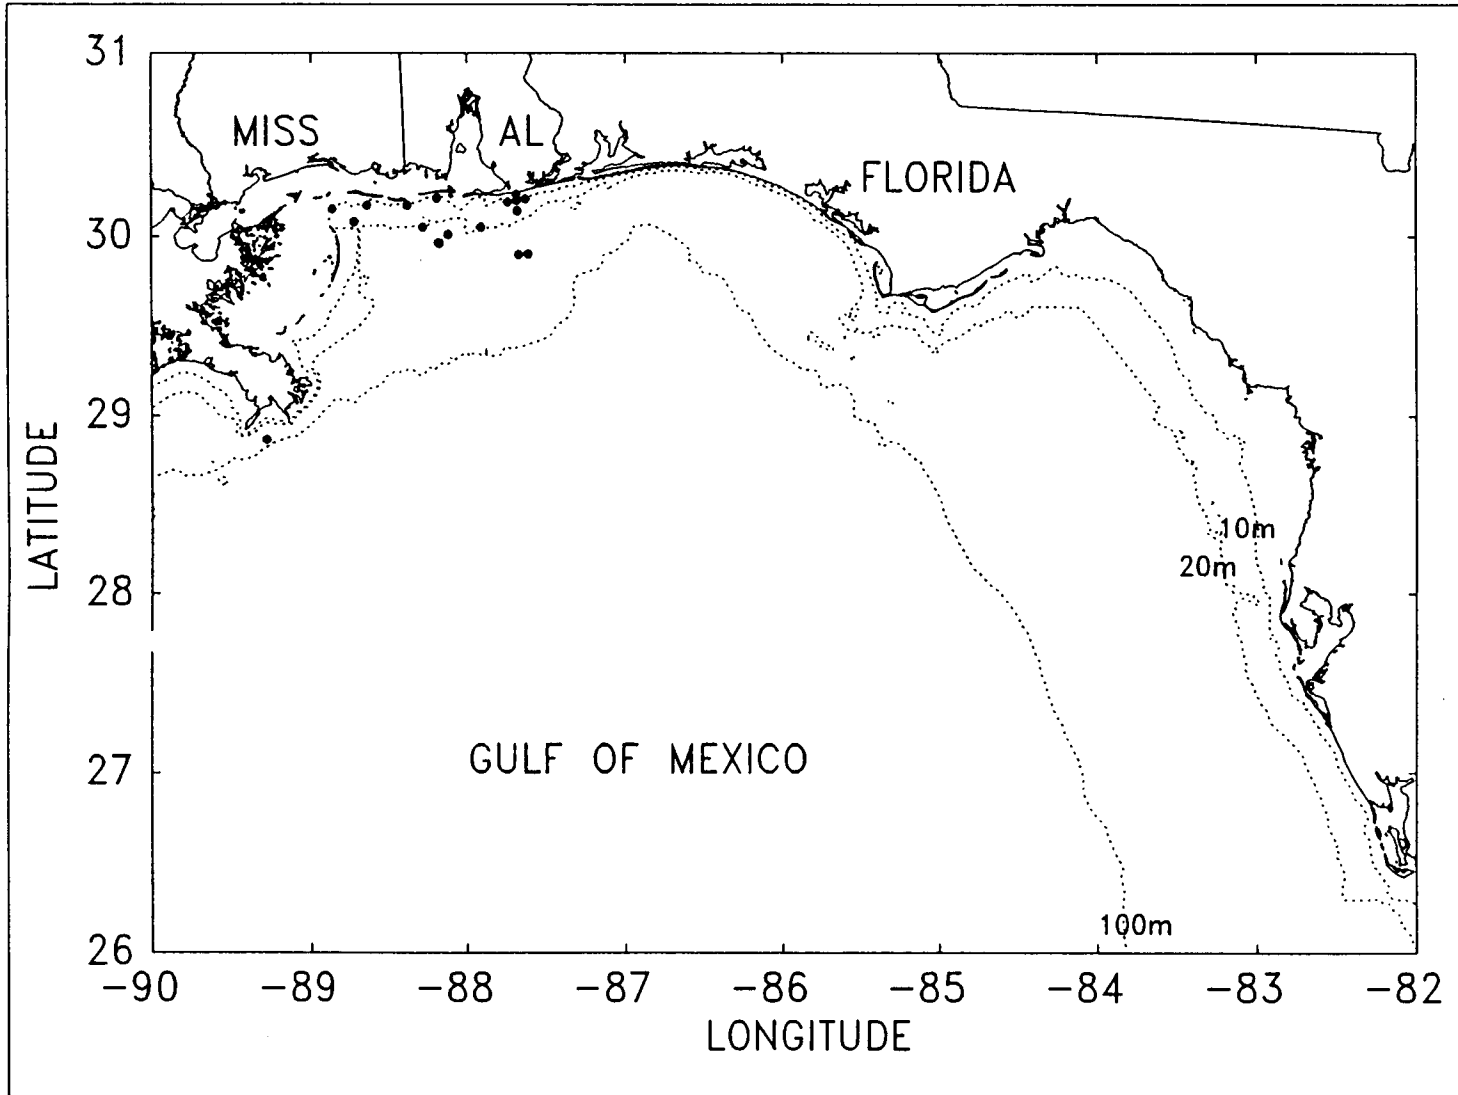 31
MISS
AL
FLORIDA
30
29
LATITUDE
10m
20m
28
GULF OF MEXICO
27
100m
26
-90
-89
-88
-87
-86
-85
-84
-83
-82
LONGITUDE